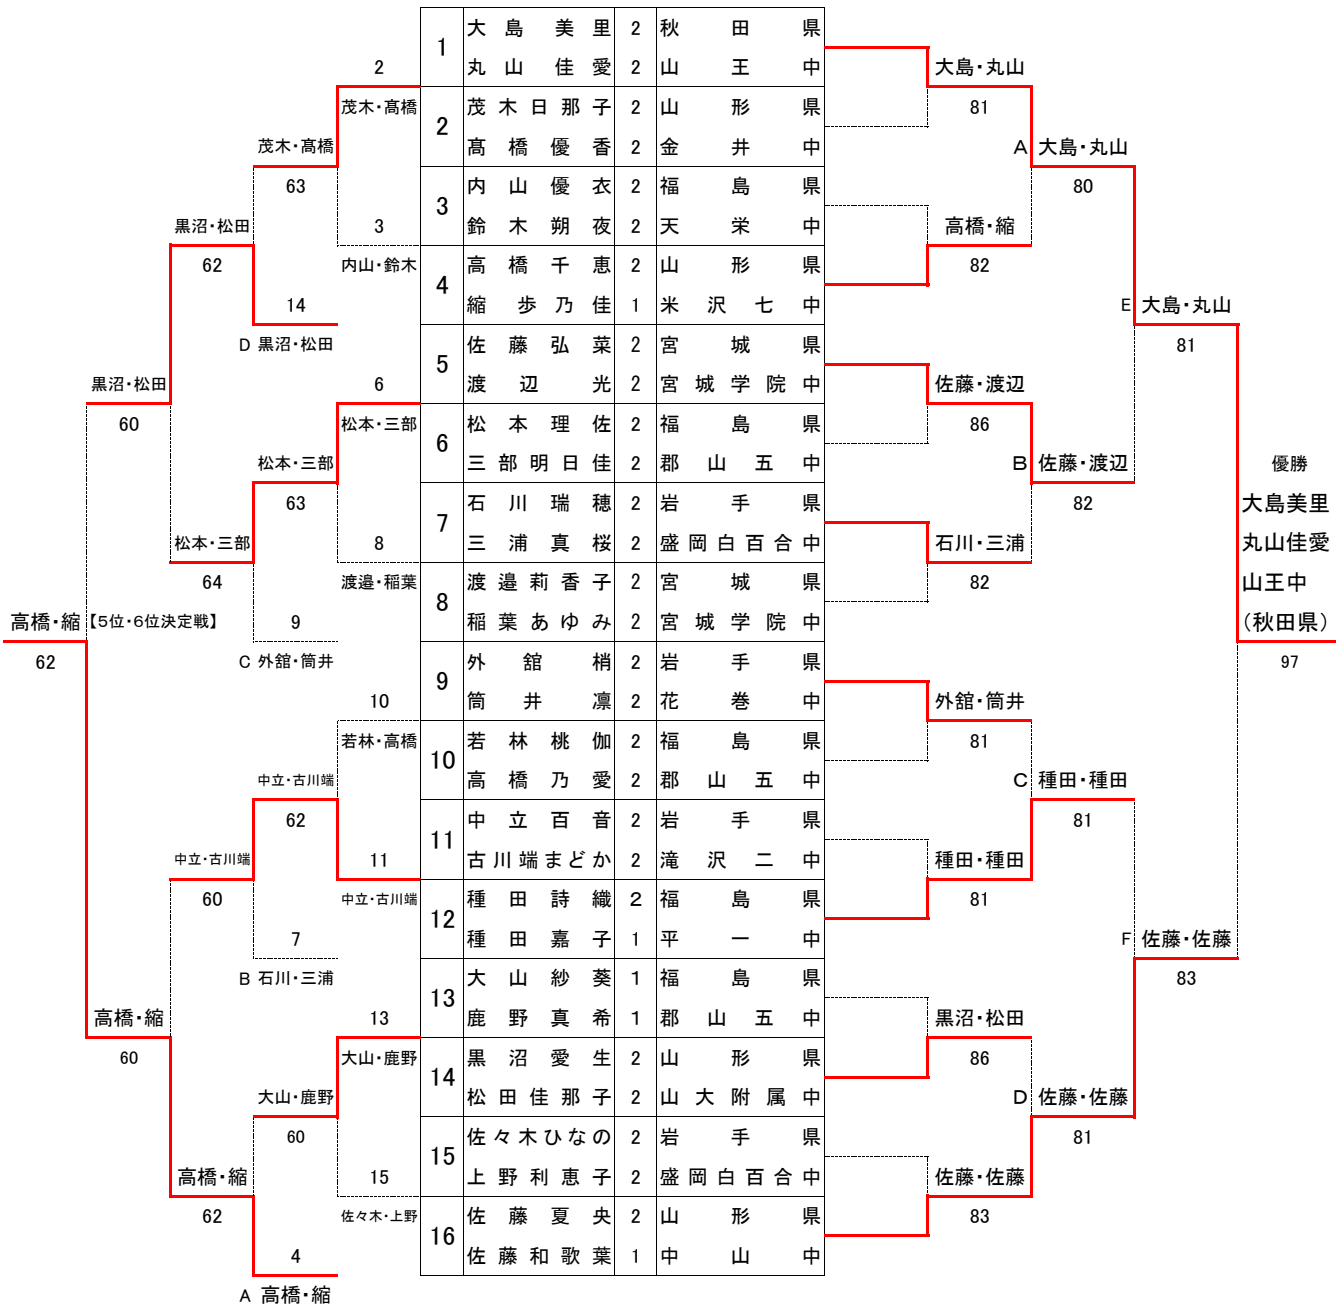 1 大島美里 2 秋田県
丸山佳愛 2 山王中
2 茂木日那子 2 山形県
髙橋優香 2 金井中
3 内山優衣 2 福島県
鈴木朔夜 2 天栄中
4 高橋千恵 2 山形県
縮歩乃佳 1 米沢七中
5 佐藤弘菜 2 宮城県
渡辺光 2 宮城学院中
6 松本理佐 2 福島県
三部明日佳 2 郡山五中
7 石川瑞穂 2 岩手県
三浦真桜 2 盛岡白百合中
8 渡邉莉香子 2 宮城県
稲葉あゆみ 2 宮城学院中
9 外舘梢 2 岩手県
筒井凛 2 花巻中
10 若林桃伽 2 福島県
高橋乃愛 2 郡山五中
11 中立百音 2 岩手県
古川端まどか 2 滝沢二中
12 種田詩織 2 福島県
種田嘉子 1 平一中
13 大山紗葵 1 福島県
鹿野真希 1 郡山五中
14 黒沼愛生 2 山形県
松田佳那子 2 山大附属中
15 佐々木ひなの 2 岩手県
上野利恵子 2 盛岡白百合中
16 佐藤夏央 2 山形県
佐藤和歌葉 1 中山中
大島・丸山
81
高橋・縮
82
佐藤・渡辺
86
石川・三浦
82
外舘・筒井
81
種田・種田
81
黒沼・松田
86
佐藤・佐藤
83
A 大島・丸山
80
B 佐藤・渡辺
82
C 種田・種田
81
D 佐藤・佐藤
81
E 大島・丸山
81
F 佐藤・佐藤
83
優勝
大島美里
丸山佳愛
山王中
（秋田県）
97
2
茂木・髙橋
3
内山・鈴木
6
松本・三部
8
渡邉・稲葉
10
若林・高橋
11
中立・古川端
13
大山・鹿野
15
佐々木・上野
茂木・髙橋
63
14
D 黒沼・松田
松本・三部
63
9
C 外舘・筒井
中立・古川端
62
7
B 石川・三浦
大山・鹿野
60
4
A 高橋・縮
黒沼・松田
62
松本・三部
64
中立・古川端
60
高橋・縮
62
黒沼・松田
60
高橋・縮
60
高橋・縮
【5位・6位決定戦】
62